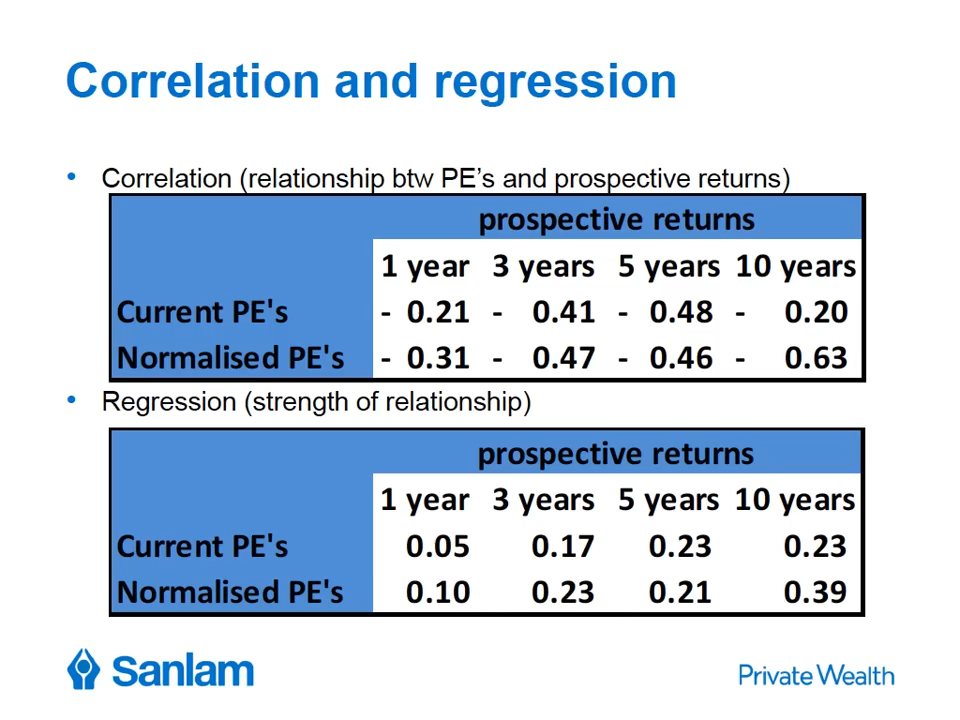 Correlation and regression
• Correlation (relationship btw PE's and prospective returns)
prospective returns
1 year 3 years 5 years 10 years
Current PE's - 0.21 - 0.41 - 0.48 - 0.20
Normalised PE's - 0.31 - 0.47 - 0.46 - 0.63
• Regression (strength of relationship)
prospective returns
1 year 3 years 5 years 10 years
Current PE's 0.05 0.17 0.23 0.23
Normalised PE's 0.10 0.23 0.21 0.39
Sanlam
Private Wealth